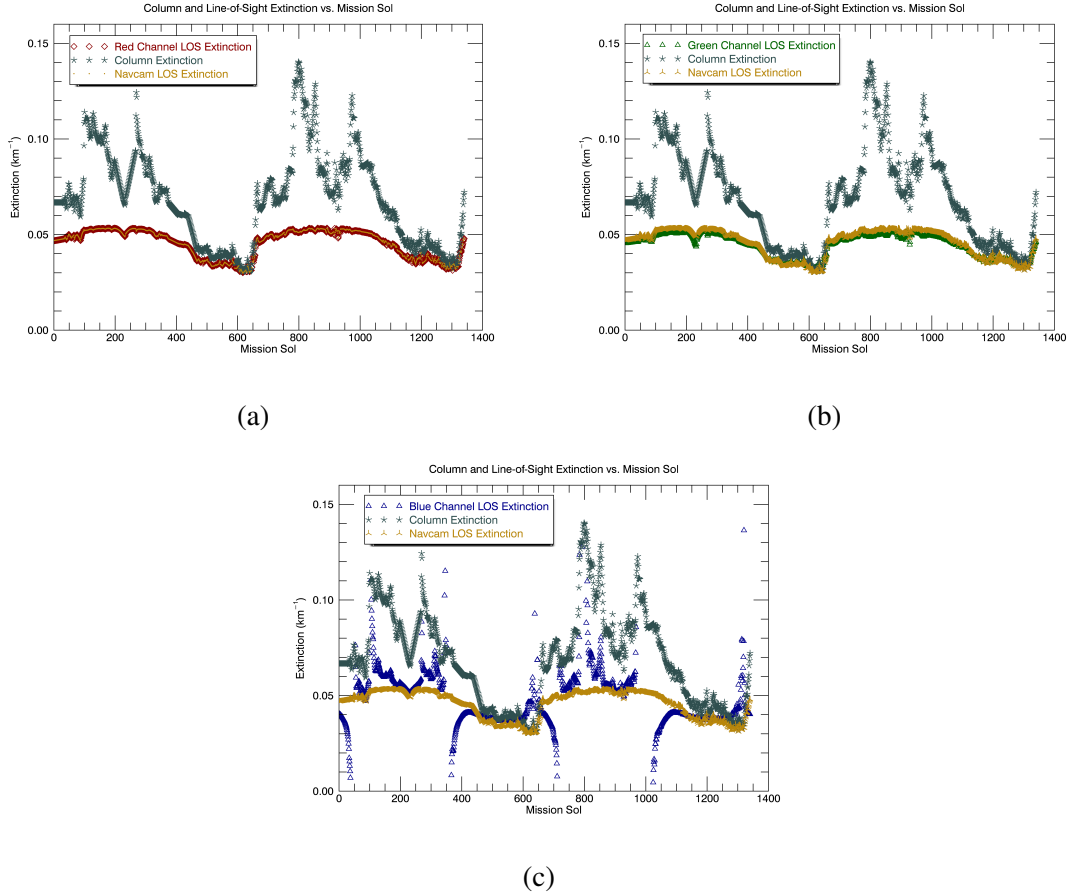 Column and Line-of-Sight Extinction vs. Mission Sol
Red Channel LOS Extinction
Column Extinction
Navcam LOS Extinction
Extinction (km⁻¹)
0.15
0.10
0.05
0.00
0 200 400 600 800 1000 1200 1400
Mission Sol
(a)
Column and Line-of-Sight Extinction vs. Mission Sol
Green Channel LOS Extinction
Column Extinction
Navcam LOS Extinction
Extinction (km⁻¹)
0.15
0.10
0.05
0.00
0 200 400 600 800 1000 1200 1400
Mission Sol
(b)
Column and Line-of-Sight Extinction vs. Mission Sol
Blue Channel LOS Extinction
Column Extinction
Navcam LOS Extinction
Extinction (km⁻¹)
0.15
0.10
0.05
0.00
0 200 400 600 800 1000 1200 1400
Mission Sol
(c)